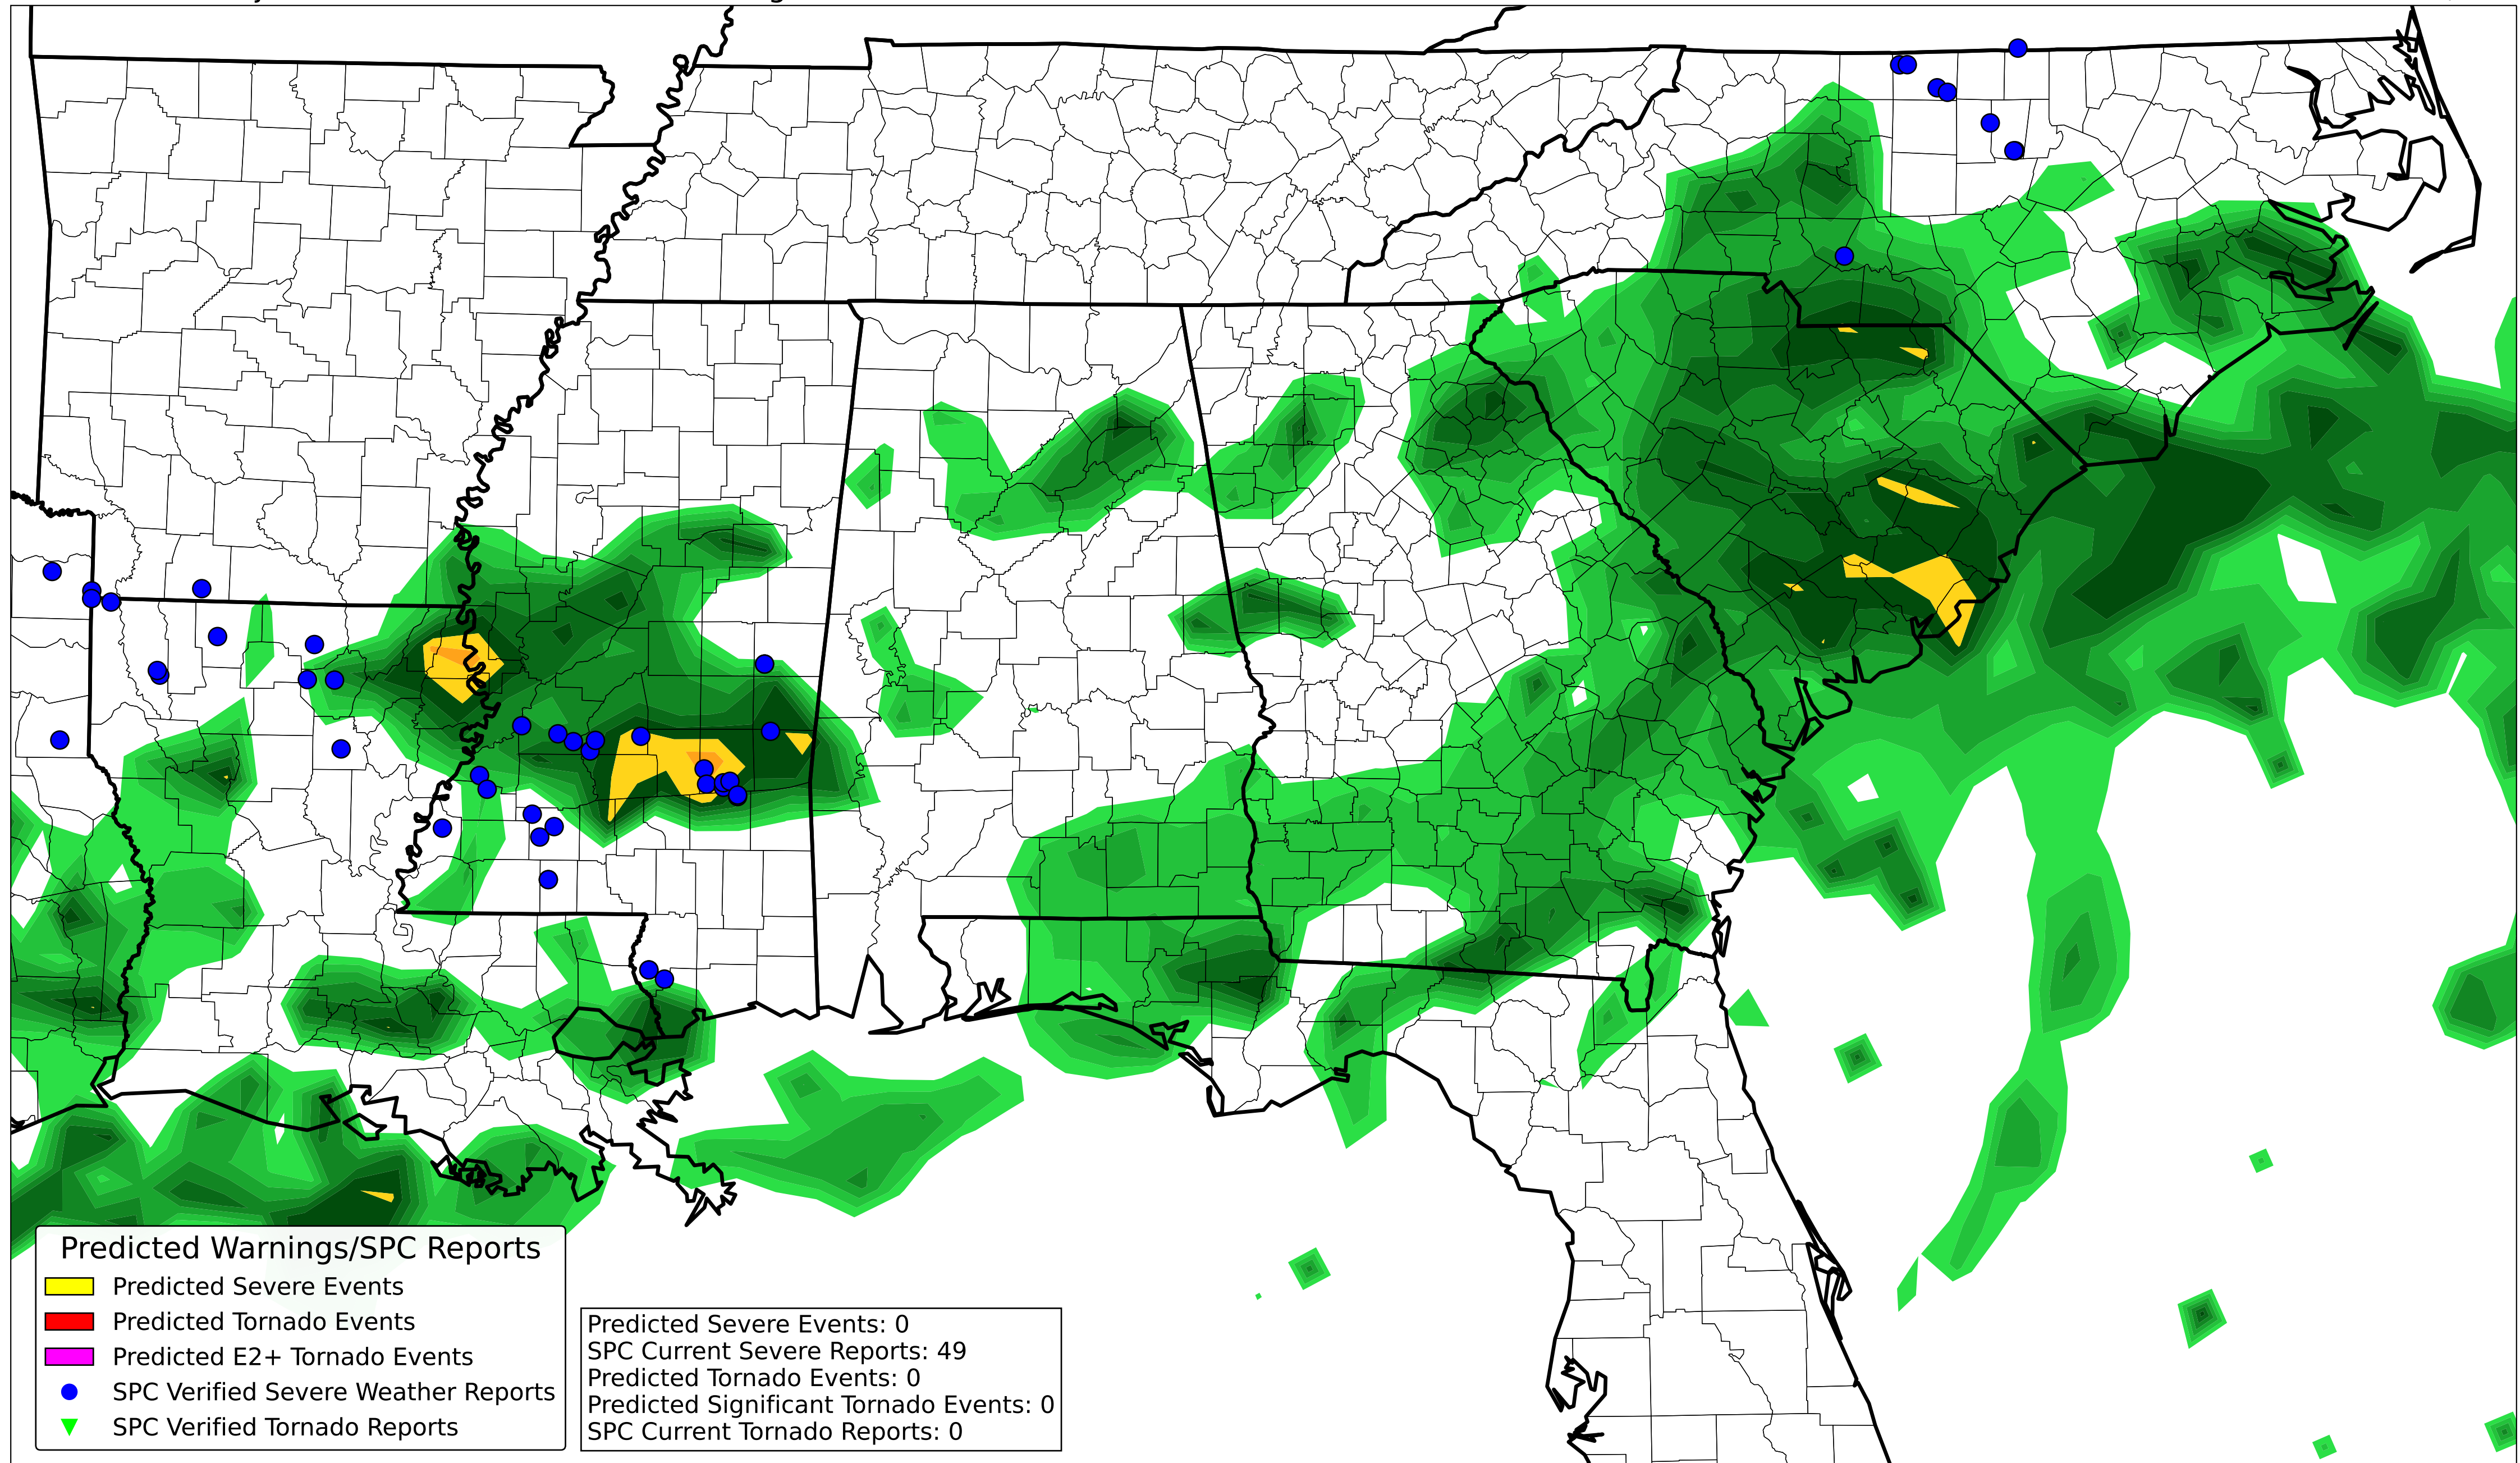 Predicted Warnings/SPC Reports
Predicted Severe Events
Predicted Tornado Events
Predicted E2+ Tornado Events
SPC Verified Severe Weather Reports
SPC Verified Tornado Reports
Predicted Severe Events: 0
SPC Current Severe Reports: 49
Predicted Tornado Events: 0
Predicted Significant Tornado Events: 0
SPC Current Tornado Reports: 0